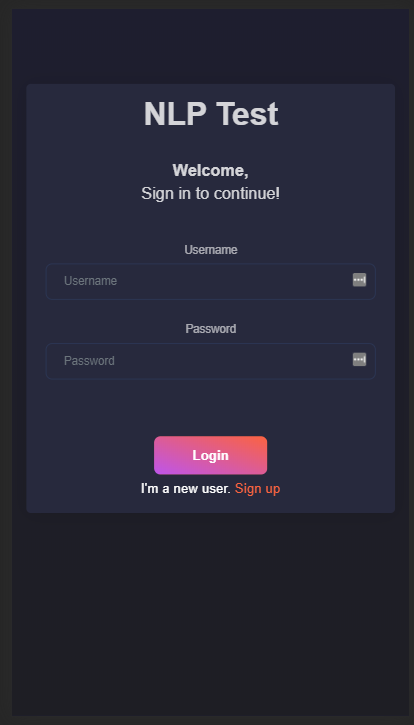 NLP Test
Welcome,
Sign in to continue!
Username
Username
Password
Password
Login
I'm a new user. Sign up